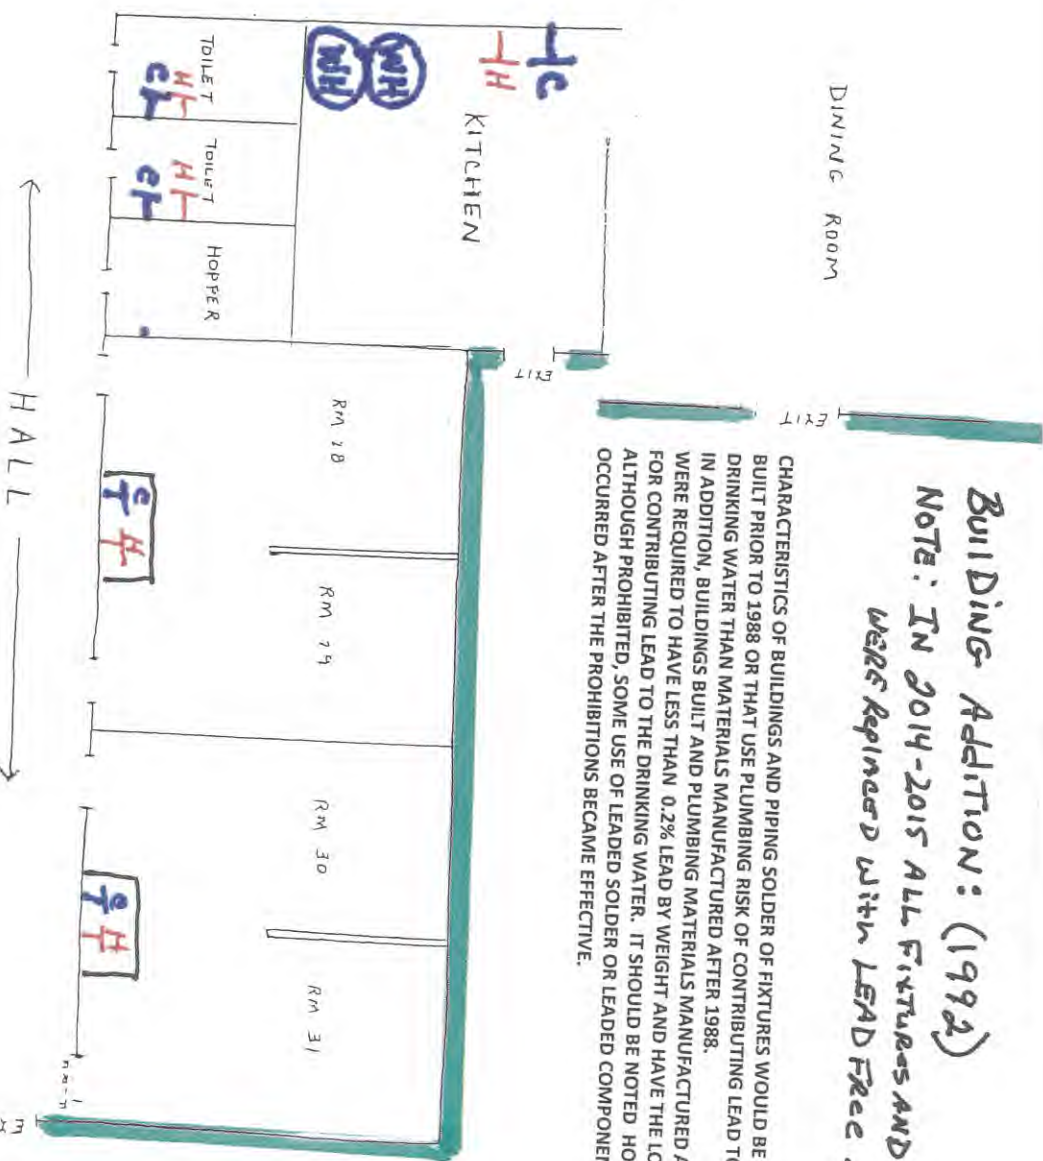 BuilDiNG AddiTioN: (1992)
NoTE: IN 2014-2015 ALL FixTuRes AND
WERE ReplaceD With LEAD FRee
CHARACTERISTICS OF BUILDINGS AND PIPING SOLDER OF FIXTURES WOULD BE
BUILT PRIOR TO 1988 OR THAT USE PLUMBING RISK OF CONTRIBUTING LEAD TO
DRINKING WATER THAN MATERIALS MANUFACTURED AFTER 1988.
IN ADDITION, BUILDINGS BUILT AND PLUMBING MATERIALS MANUFACTURED A
WERE REQUIRED TO HAVE LESS THAN 0.2% LEAD BY WEIGHT AND HAVE THE LO
FOR CONTRIBUTING LEAD TO THE DRINKING WATER. IT SHOULD BE NOTED HO
ALTHOUGH PROHIBITED, SOME USE OF LEADED SOLDER OR LEADED COMPONEN
OCCURRED AFTER THE PROHIBITIONS BECAME EFFECTIVE.
DINING ROOM
EXIT
EXIT
C
H
KITCHEN
WH
WH
TOILET
H
C
TOILET
H
C
HOPPER
RM 28
RM 29
RM 30
RM 31
C H
C H
HALL
EX